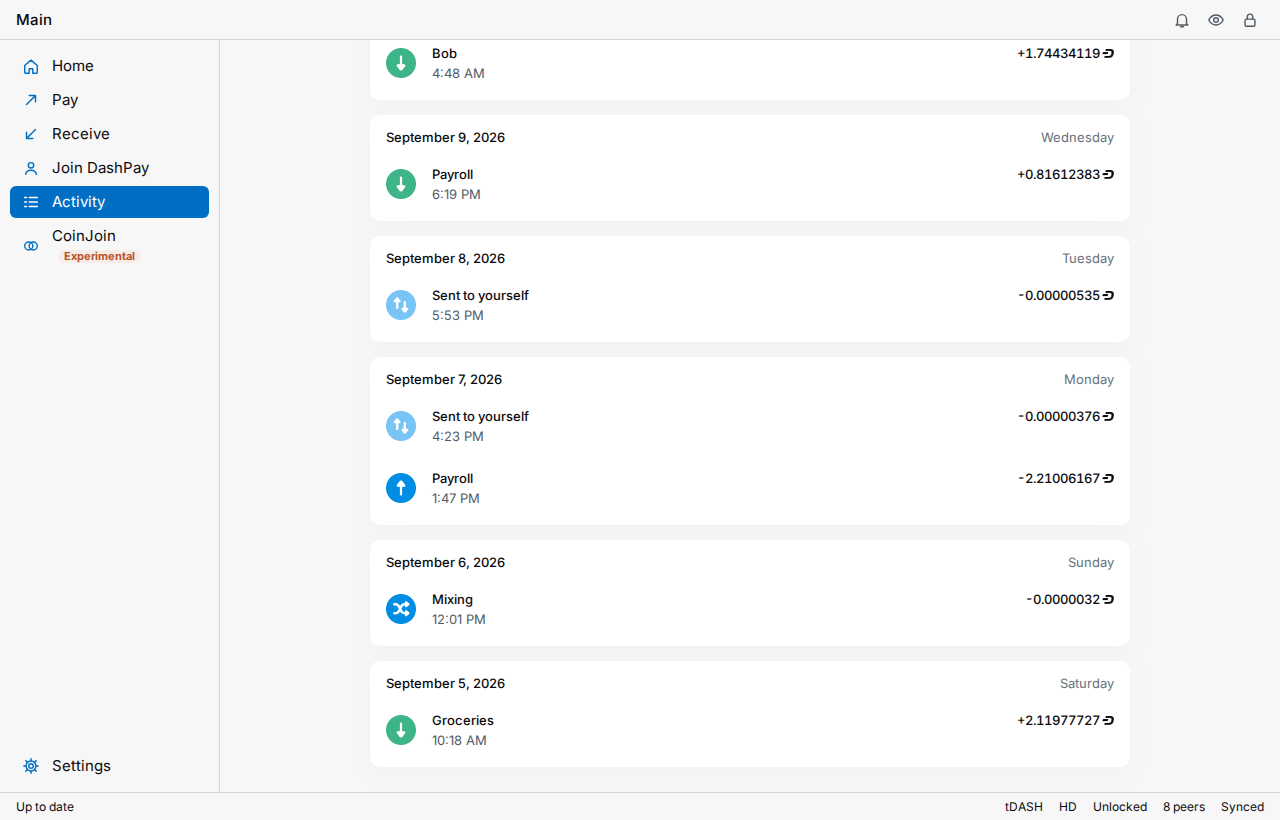 Main
Home
Pay
Receive
Join DashPay
Activity
CoinJoin
Experimental
Settings
Bob +1.74434119
4:48 AM
September 9, 2026 Wednesday
Payroll +0.81612383
6:19 PM
September 8, 2026 Tuesday
Sent to yourself -0.00000535
5:53 PM
September 7, 2026 Monday
Sent to yourself -0.00000376
4:23 PM
Payroll -2.21006167
1:47 PM
September 6, 2026 Sunday
Mixing -0.0000032
12:01 PM
September 5, 2026 Saturday
Groceries +2.11977727
10:18 AM
Up to date tDASH HD Unlocked 8 peers Synced